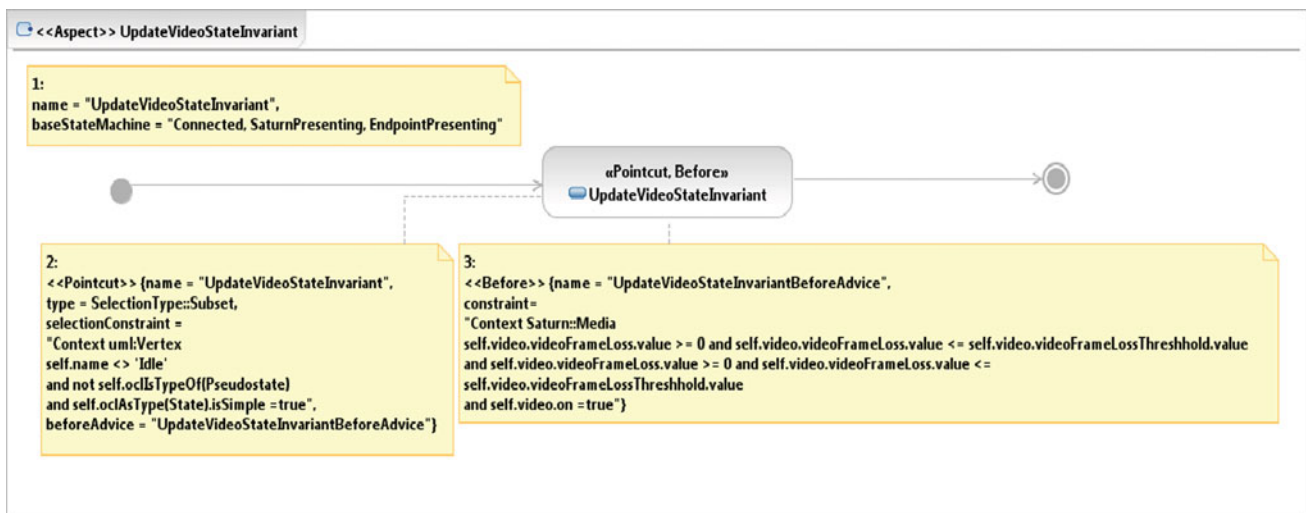 <<Aspect>> UpdateVideoStateInvariant
1:
name = "UpdateVideoStateInvariant",
baseStateMachine = "Connected, SaturnPresenting, EndpointPresenting"
«Pointcut, Before»
UpdateVideoStateInvariant
2:
<<Pointcut>> {name = "UpdateVideoStateInvariant",
type = SelectionType::Subset,
selectionConstraint =
"Context uml:Vertex
self.name <> 'Idle'
and not self.oclIsTypeOf(Pseudostate)
and self.oclAsType(State).isSimple =true",
beforeAdvice = "UpdateVideoStateInvariantBeforeAdvice"}
3:
<<Before>> {name = "UpdateVideoStateInvariantBeforeAdvice",
constraint=
"Context Saturn::Media
self.video.videoFrameLoss.value >= 0 and self.video.videoFrameLoss.value <= self.video.videoFrameLossThreshhold.value
and self.video.videoFrameLoss.value >= 0 and self.video.videoFrameLoss.value <=
self.video.videoFrameLossThreshhold.value
and self.video.on =true"}